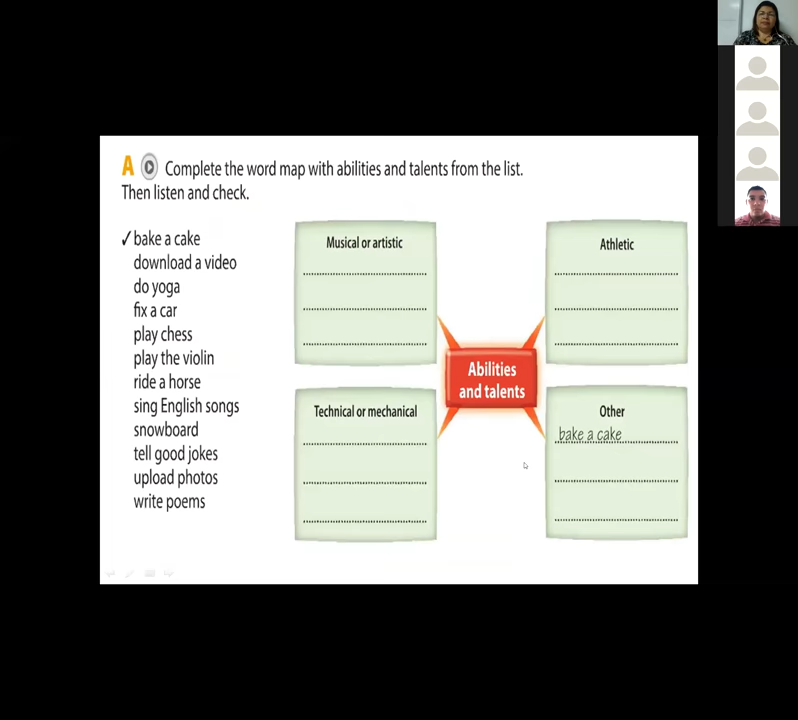 A Complete the word map with abilities and talents from the list.
Then listen and check.
✓ bake a cake
download a video
do yoga
fix a car
play chess
play the violin
ride a horse
sing English songs
snowboard
tell good jokes
upload photos
write poems
Musical or artistic
Athletic
Abilities
and talents
Technical or mechanical
Other
bake a cake